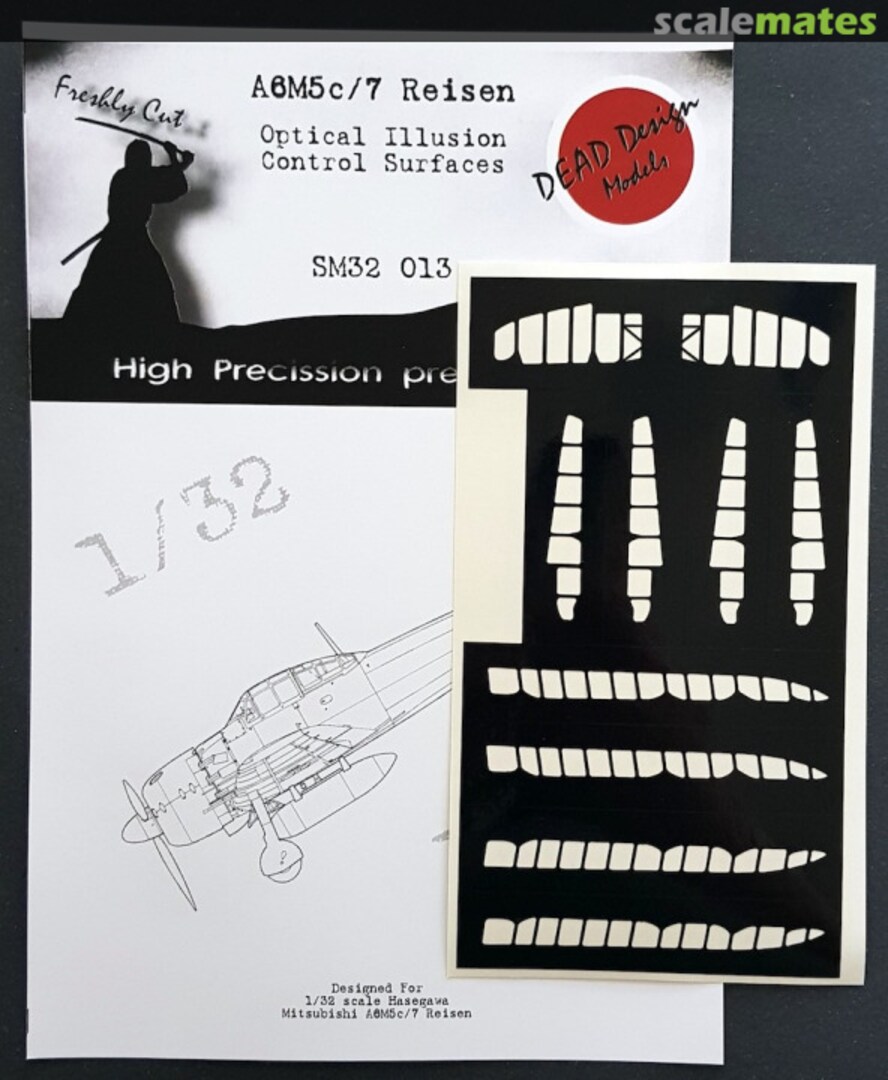 scalemates
Freshly Cut
A6M5c/7 Reisen
Optical Illusion
Control Surfaces
DEAD Design
Models
SM32 013
High Precission pre
1/32
Designed For
1/32 scale Hasegawa
Mitsubishi A6M5c/7 Reisen